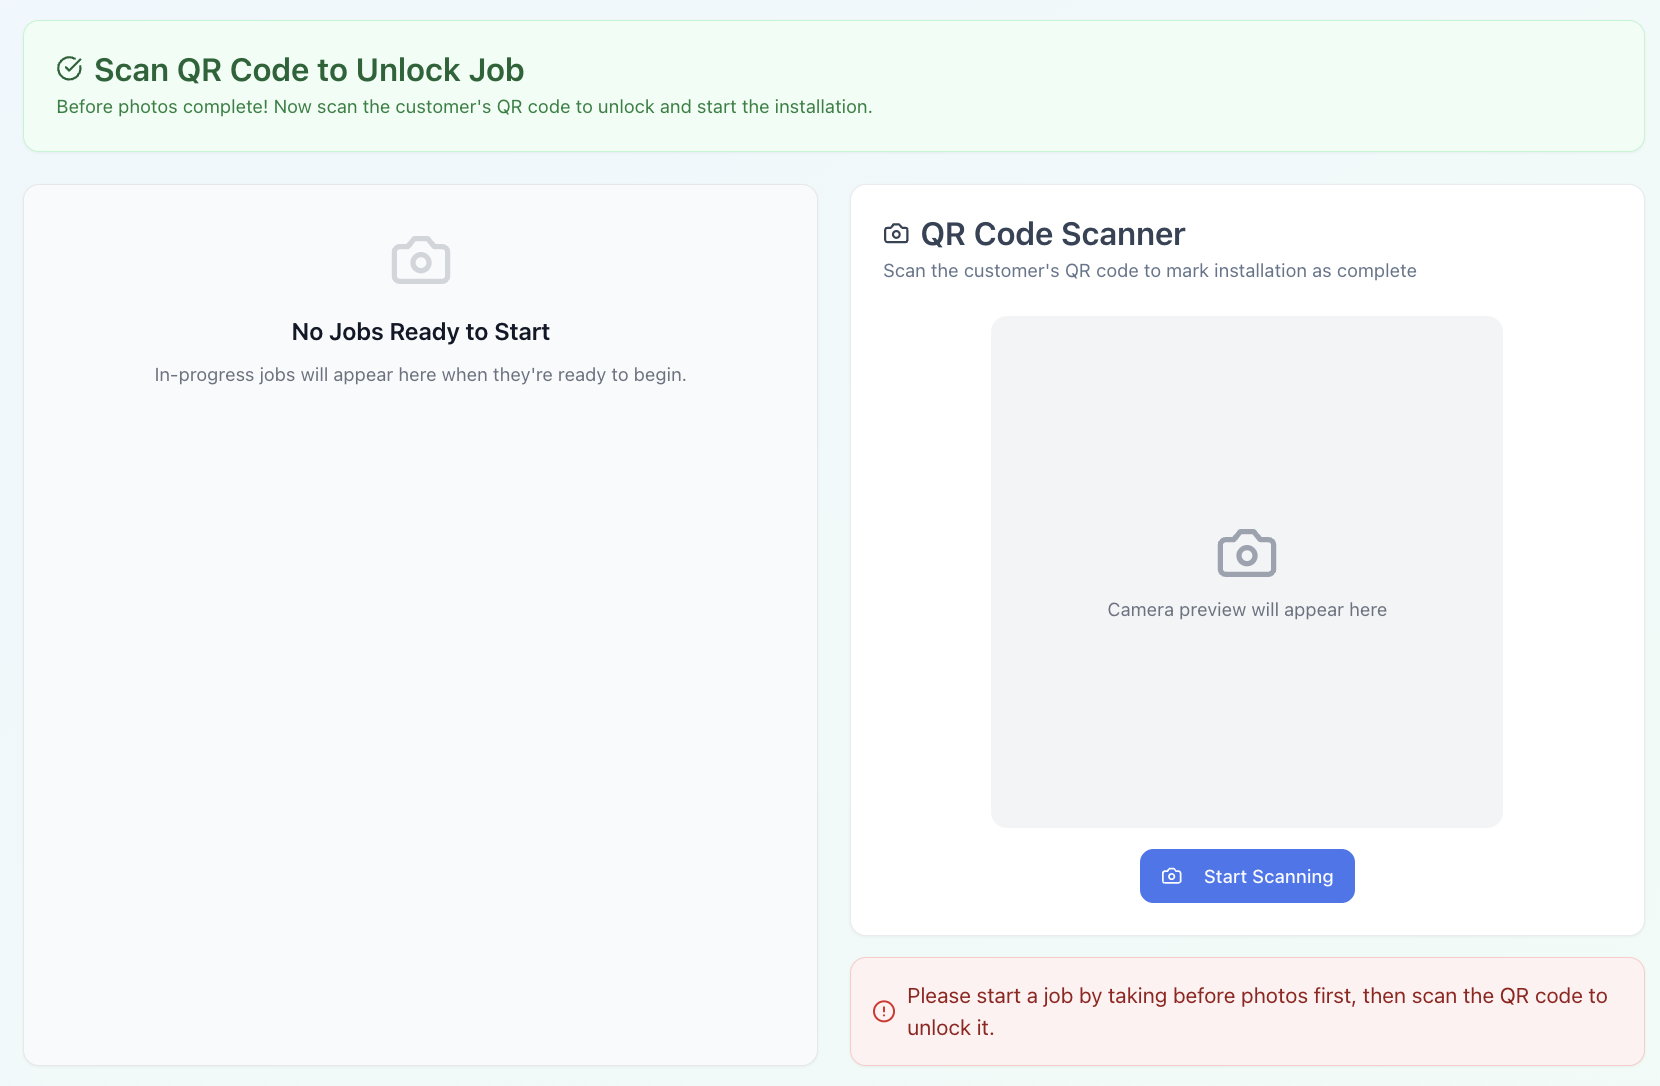 Scan QR Code to Unlock Job
Before photos complete! Now scan the customer's QR code to unlock and start the installation.
No Jobs Ready to Start
In-progress jobs will appear here when they're ready to begin.
QR Code Scanner
Scan the customer's QR code to mark installation as complete
Camera preview will appear here
Start Scanning
Please start a job by taking before photos first, then scan the QR code to
unlock it.